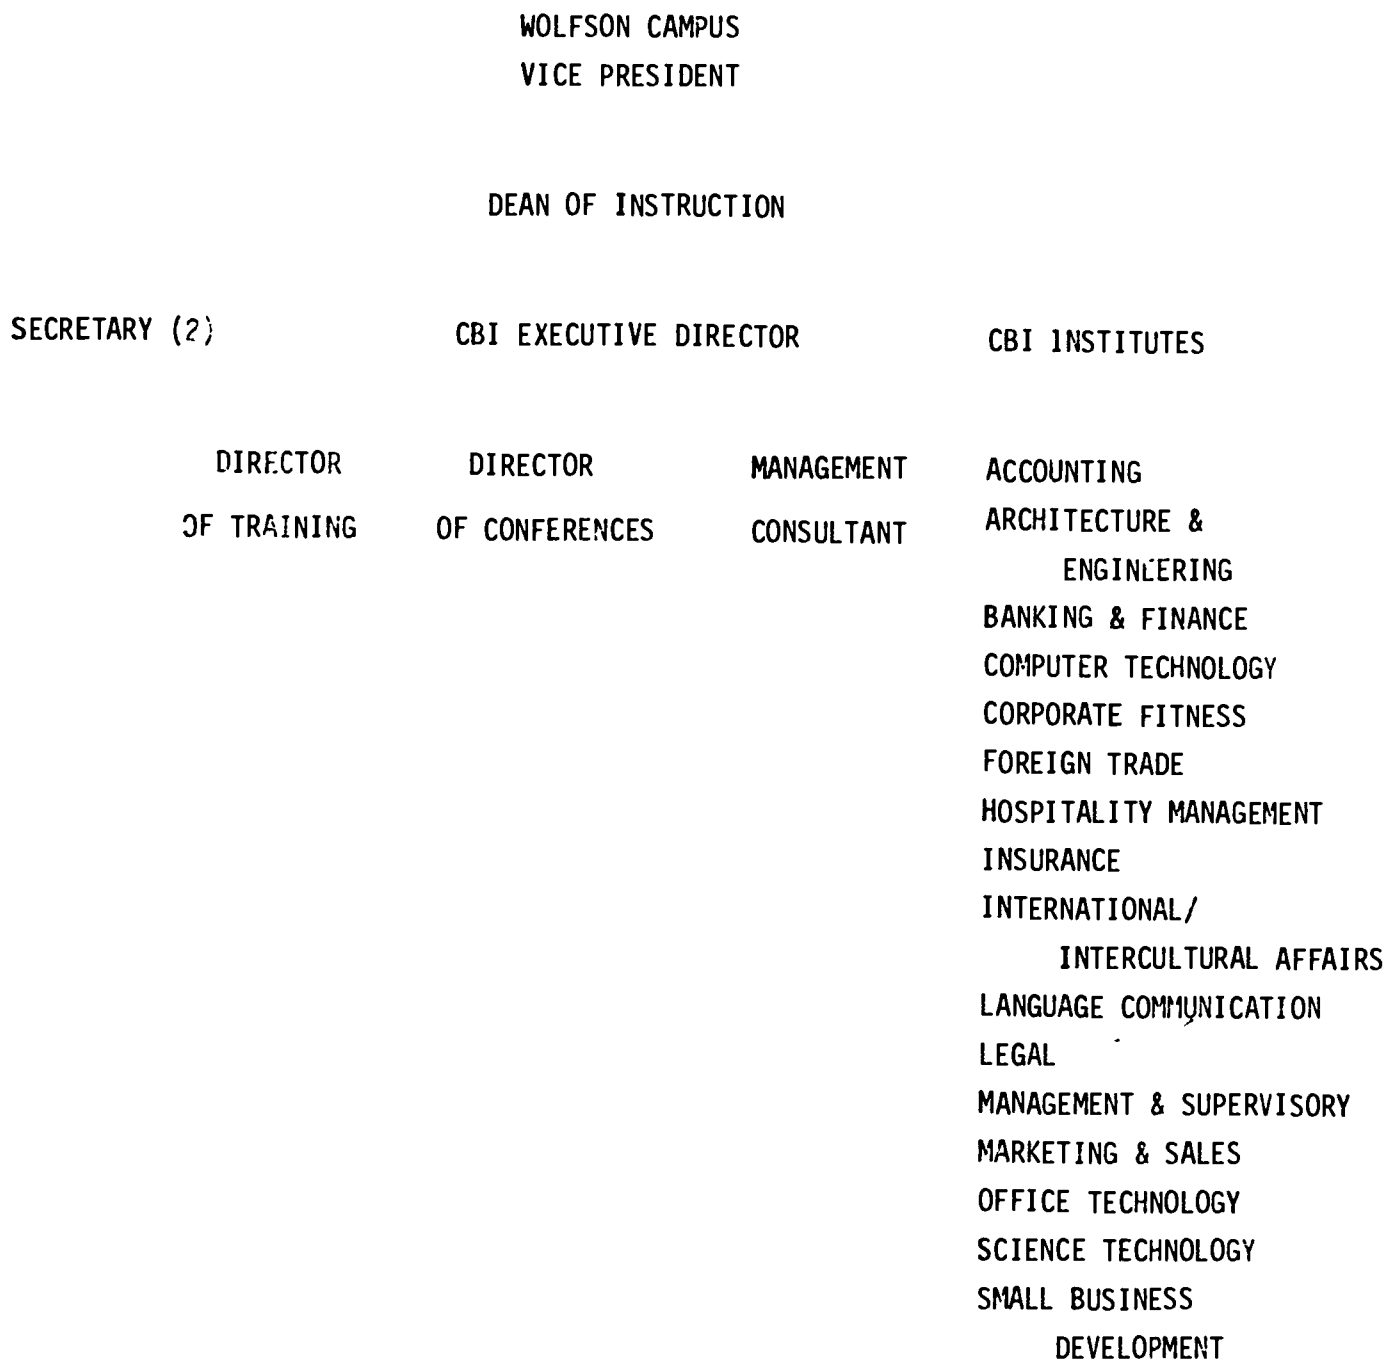 WOLFSON CAMPUS
VICE PRESIDENT
DEAN OF INSTRUCTION
SECRETARY (2)
CBI EXECUTIVE DIRECTOR
CBI INSTITUTES
DIRECTOR
OF TRAINING
DIRECTOR
OF CONFERENCES
MANAGEMENT
CONSULTANT
ACCOUNTING
ARCHITECTURE &
ENGINEERING
BANKING & FINANCE
COMPUTER TECHNOLOGY
CORPORATE FITNESS
FOREIGN TRADE
HOSPITALITY MANAGEMENT
INSURANCE
INTERNATIONAL/
INTERCULTURAL AFFAIRS
LANGUAGE COMMUNICATION
LEGAL
MANAGEMENT & SUPERVISORY
MARKETING & SALES
OFFICE TECHNOLOGY
SCIENCE TECHNOLOGY
SMALL BUSINESS
DEVELOPMENT